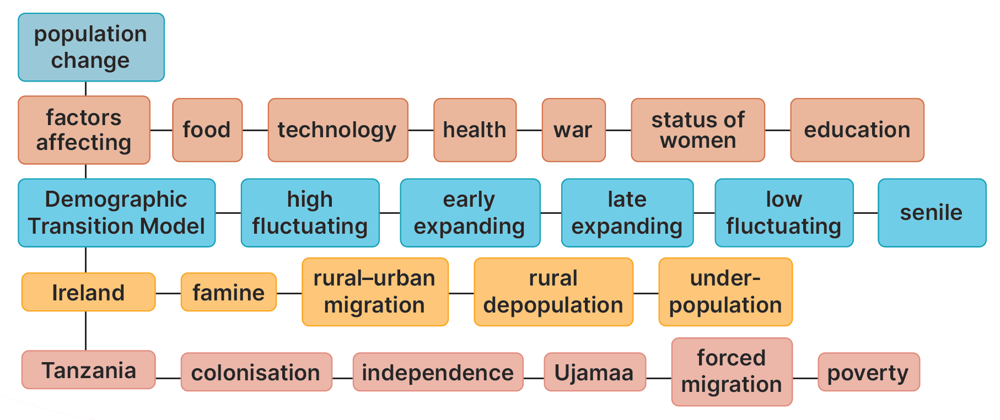 population
change
factors
affecting
food
technology
health
war
status of
women
education
Demographic
Transition Model
high
fluctuating
early
expanding
late
expanding
low
fluctuating
senile
Ireland
famine
rural–urban
migration
rural
depopulation
under-
population
Tanzania
colonisation
independence
Ujamaa
forced
migration
poverty